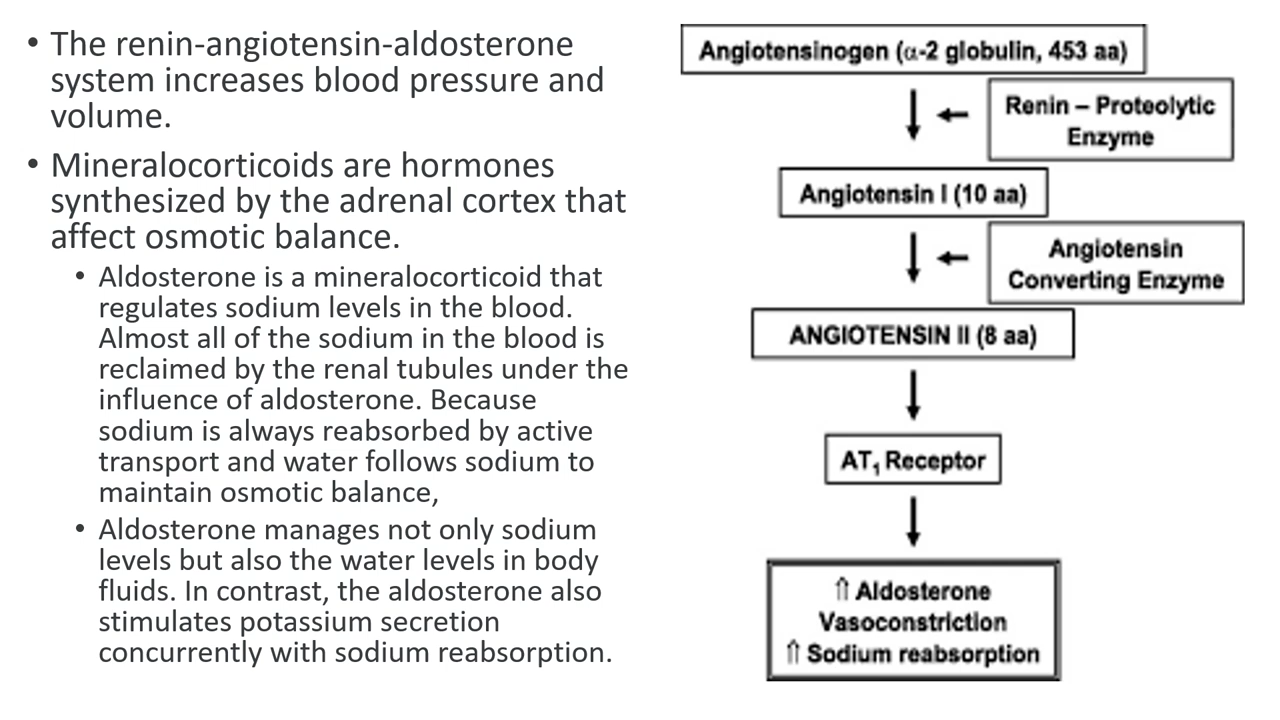 • The renin-angiotensin-aldosterone
system increases blood pressure and
volume.
• Mineralocorticoids are hormones
synthesized by the adrenal cortex that
affect osmotic balance.
• Aldosterone is a mineralocorticoid that
regulates sodium levels in the blood.
Almost all of the sodium in the blood is
reclaimed by the renal tubules under the
influence of aldosterone. Because
sodium is always reabsorbed by active
transport and water follows sodium to
maintain osmotic balance,
• Aldosterone manages not only sodium
levels but also the water levels in body
fluids. In contrast, the aldosterone also
stimulates potassium secretion
concurrently with sodium reabsorption.
Angiotensinogen (α-2 globulin, 453 aa)
Renin – Proteolytic
Enzyme
Angiotensin I (10 aa)
Angiotensin
Converting Enzyme
ANGIOTENSIN II (8 aa)
AT₁ Receptor
⇑ Aldosterone
Vasoconstriction
⇑ Sodium reabsorption